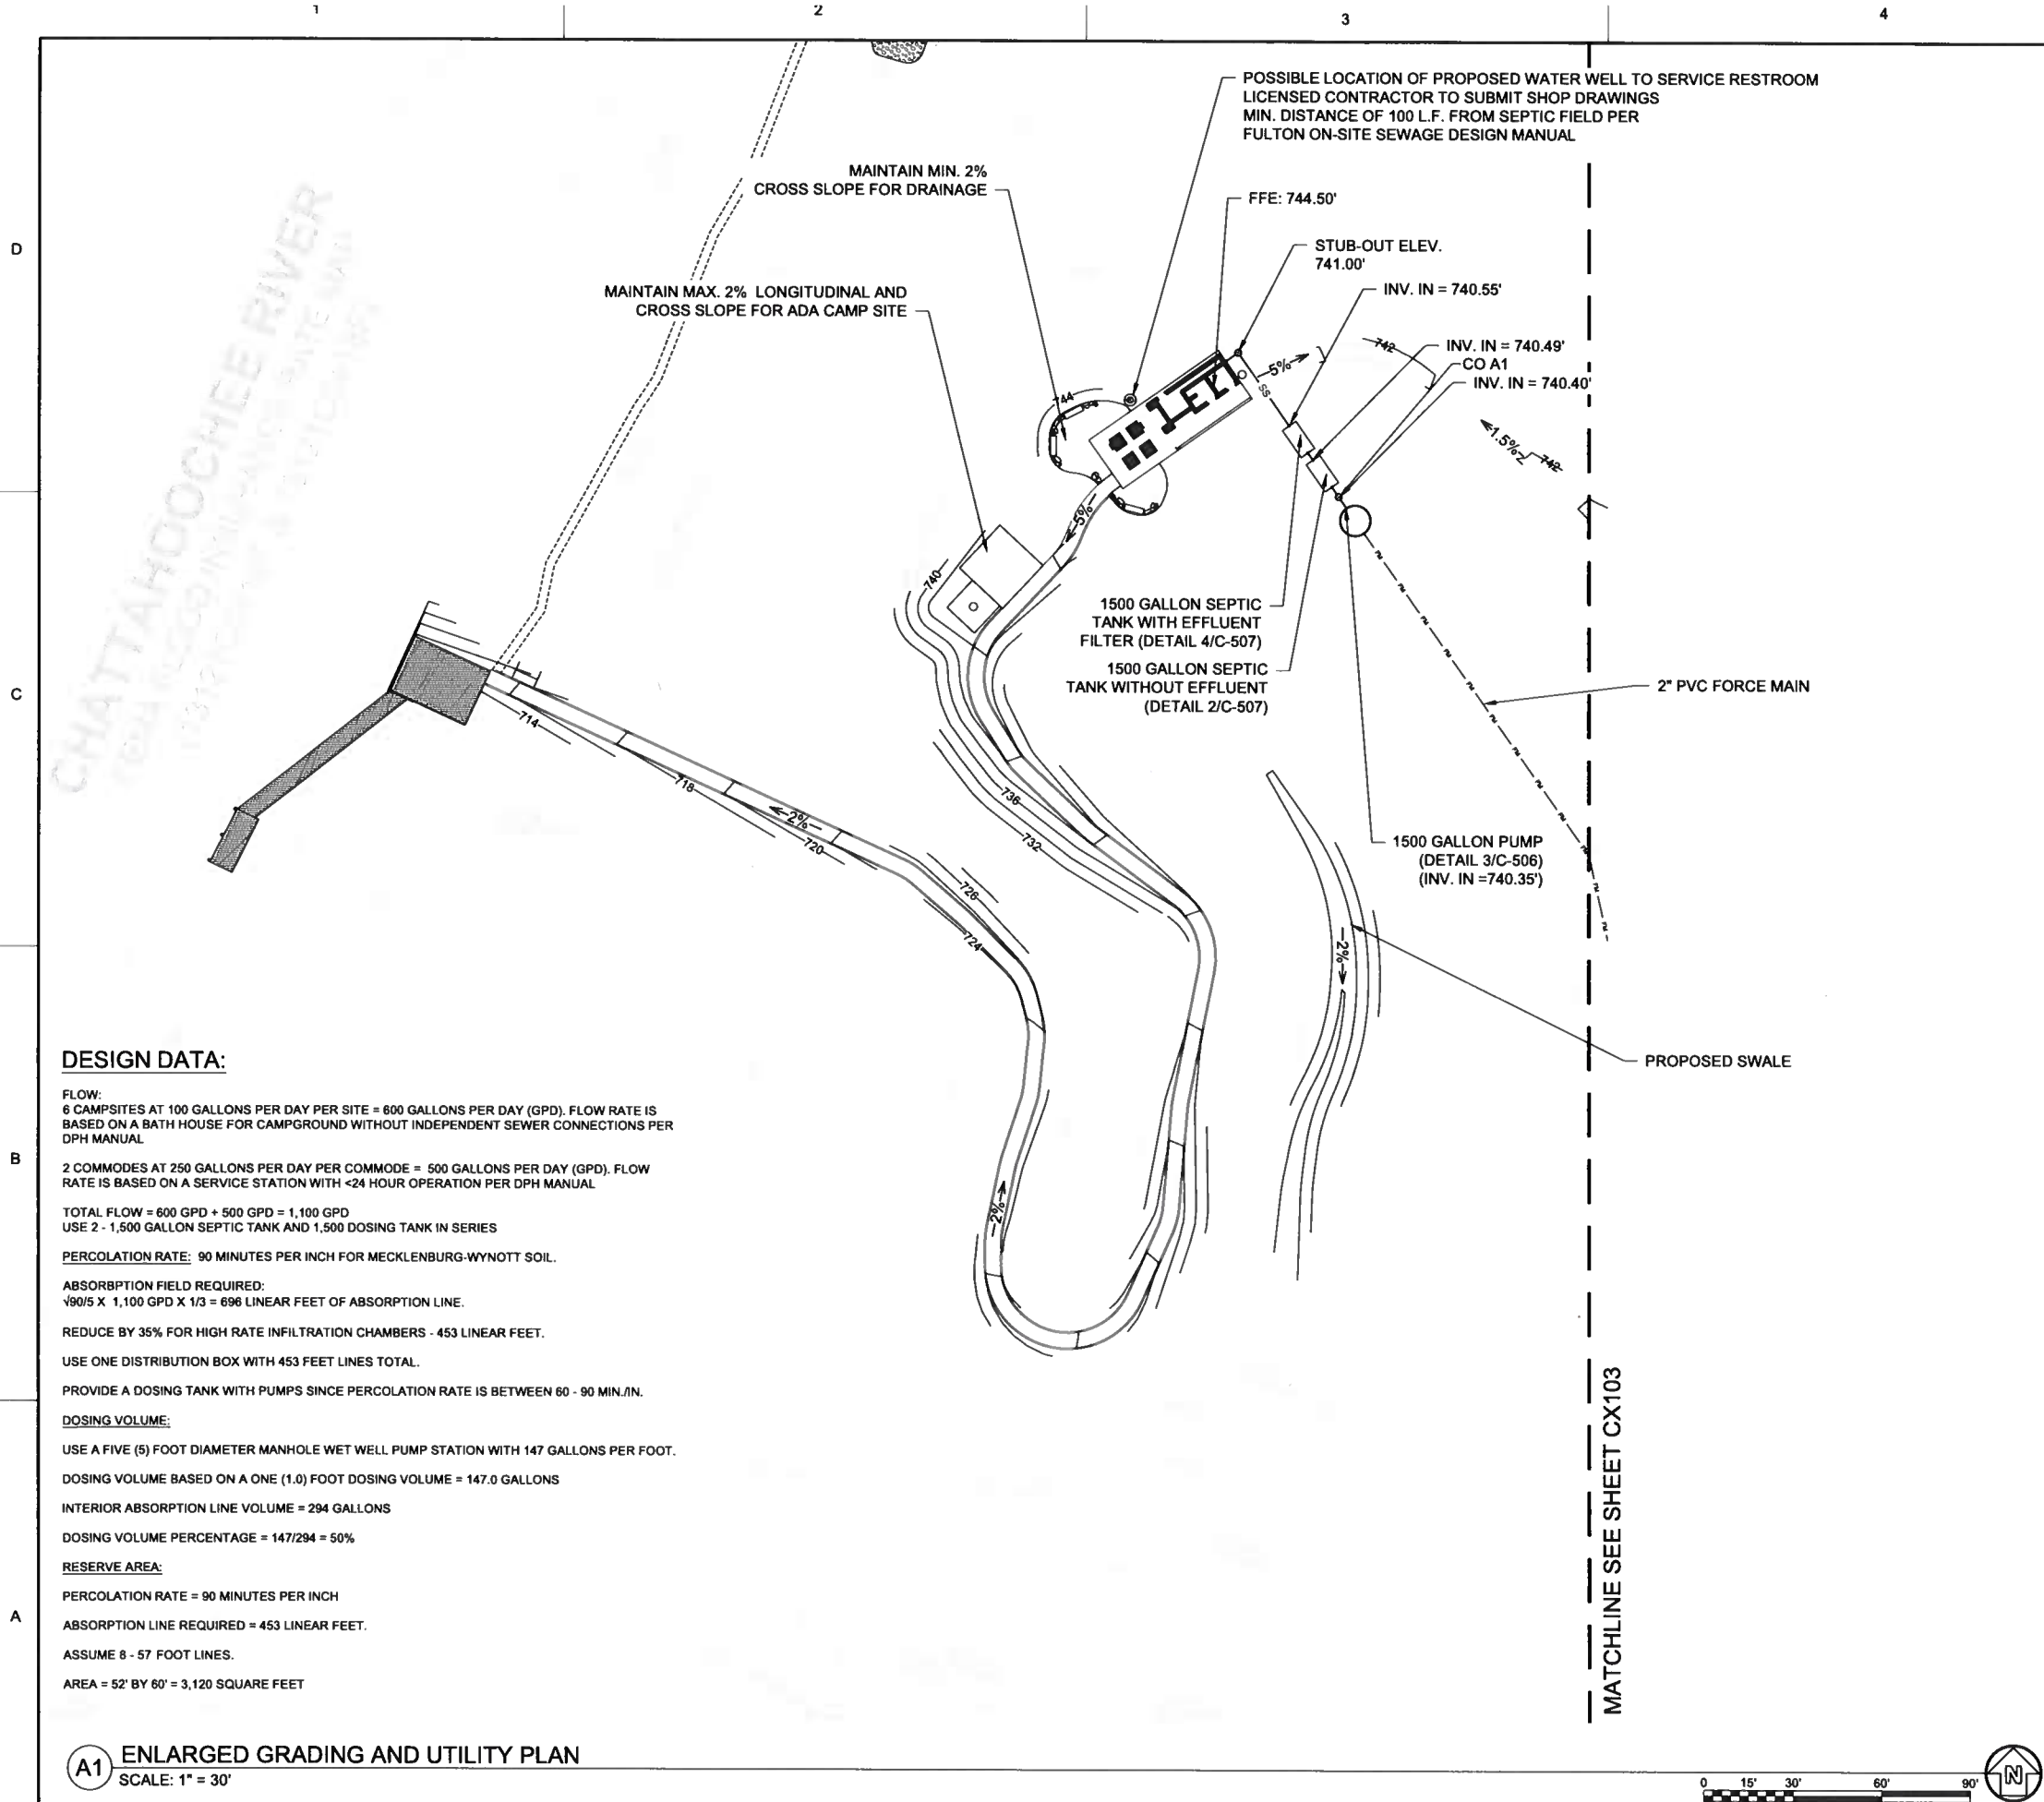 1
2
3
4
D
C
B
A
POSSIBLE LOCATION OF PROPOSED WATER WELL TO SERVICE RESTROOM
LICENSED CONTRACTOR TO SUBMIT SHOP DRAWINGS
MIN. DISTANCE OF 100 L.F. FROM SEPTIC FIELD PER
FULTON ON-SITE SEWAGE DESIGN MANUAL
MAINTAIN MIN. 2%
CROSS SLOPE FOR DRAINAGE
FFE: 744.50'
STUB-OUT ELEV.
741.00'
MAINTAIN MAX. 2% LONGITUDINAL AND
CROSS SLOPE FOR ADA CAMP SITE
INV. IN = 740.55'
INV. IN = 740.49'
CO A1
INV. IN = 740.40'
742
5%
SS
744
1.5%
742
5%
740
1500 GALLON SEPTIC
TANK WITH EFFLUENT
FILTER (DETAIL 4/C-507)
1500 GALLON SEPTIC
TANK WITHOUT EFFLUENT
(DETAIL 2/C-507)
2" PVC FORCE MAIN
CHATTAHOOCHEE RIVER
714
718
2%
720
736
732
1500 GALLON PUMP
(DETAIL 3/C-506)
(INV. IN =740.35')
726
724
2%
PROPOSED SWALE
2%
DESIGN DATA:
FLOW:
6 CAMPSITES AT 100 GALLONS PER DAY PER SITE = 600 GALLONS PER DAY (GPD). FLOW RATE IS
BASED ON A BATH HOUSE FOR CAMPGROUND WITHOUT INDEPENDENT SEWER CONNECTIONS PER
DPH MANUAL
2 COMMODES AT 250 GALLONS PER DAY PER COMMODE = 500 GALLONS PER DAY (GPD). FLOW
RATE IS BASED ON A SERVICE STATION WITH <24 HOUR OPERATION PER DPH MANUAL
TOTAL FLOW = 600 GPD + 500 GPD = 1,100 GPD
USE 2 - 1,500 GALLON SEPTIC TANK AND 1,500 DOSING TANK IN SERIES
PERCOLATION RATE: 90 MINUTES PER INCH FOR MECKLENBURG-WYNOTT SOIL.
ABSORBPTION FIELD REQUIRED:
√90/5 X 1,100 GPD X 1/3 = 696 LINEAR FEET OF ABSORPTION LINE.
REDUCE BY 35% FOR HIGH RATE INFILTRATION CHAMBERS - 453 LINEAR FEET.
USE ONE DISTRIBUTION BOX WITH 453 FEET LINES TOTAL.
PROVIDE A DOSING TANK WITH PUMPS SINCE PERCOLATION RATE IS BETWEEN 60 - 90 MIN./IN.
DOSING VOLUME:
USE A FIVE (5) FOOT DIAMETER MANHOLE WET WELL PUMP STATION WITH 147 GALLONS PER FOOT.
DOSING VOLUME BASED ON A ONE (1.0) FOOT DOSING VOLUME = 147.0 GALLONS
INTERIOR ABSORPTION LINE VOLUME = 294 GALLONS
DOSING VOLUME PERCENTAGE = 147/294 = 50%
RESERVE AREA:
PERCOLATION RATE = 90 MINUTES PER INCH
ABSORPTION LINE REQUIRED = 453 LINEAR FEET.
ASSUME 8 - 57 FOOT LINES.
AREA = 52' BY 60' = 3,120 SQUARE FEET
MATCHLINE SEE SHEET CX103
A1
ENLARGED GRADING AND UTILITY PLAN
SCALE: 1" = 30'
0 15' 30' 60' 90'
N